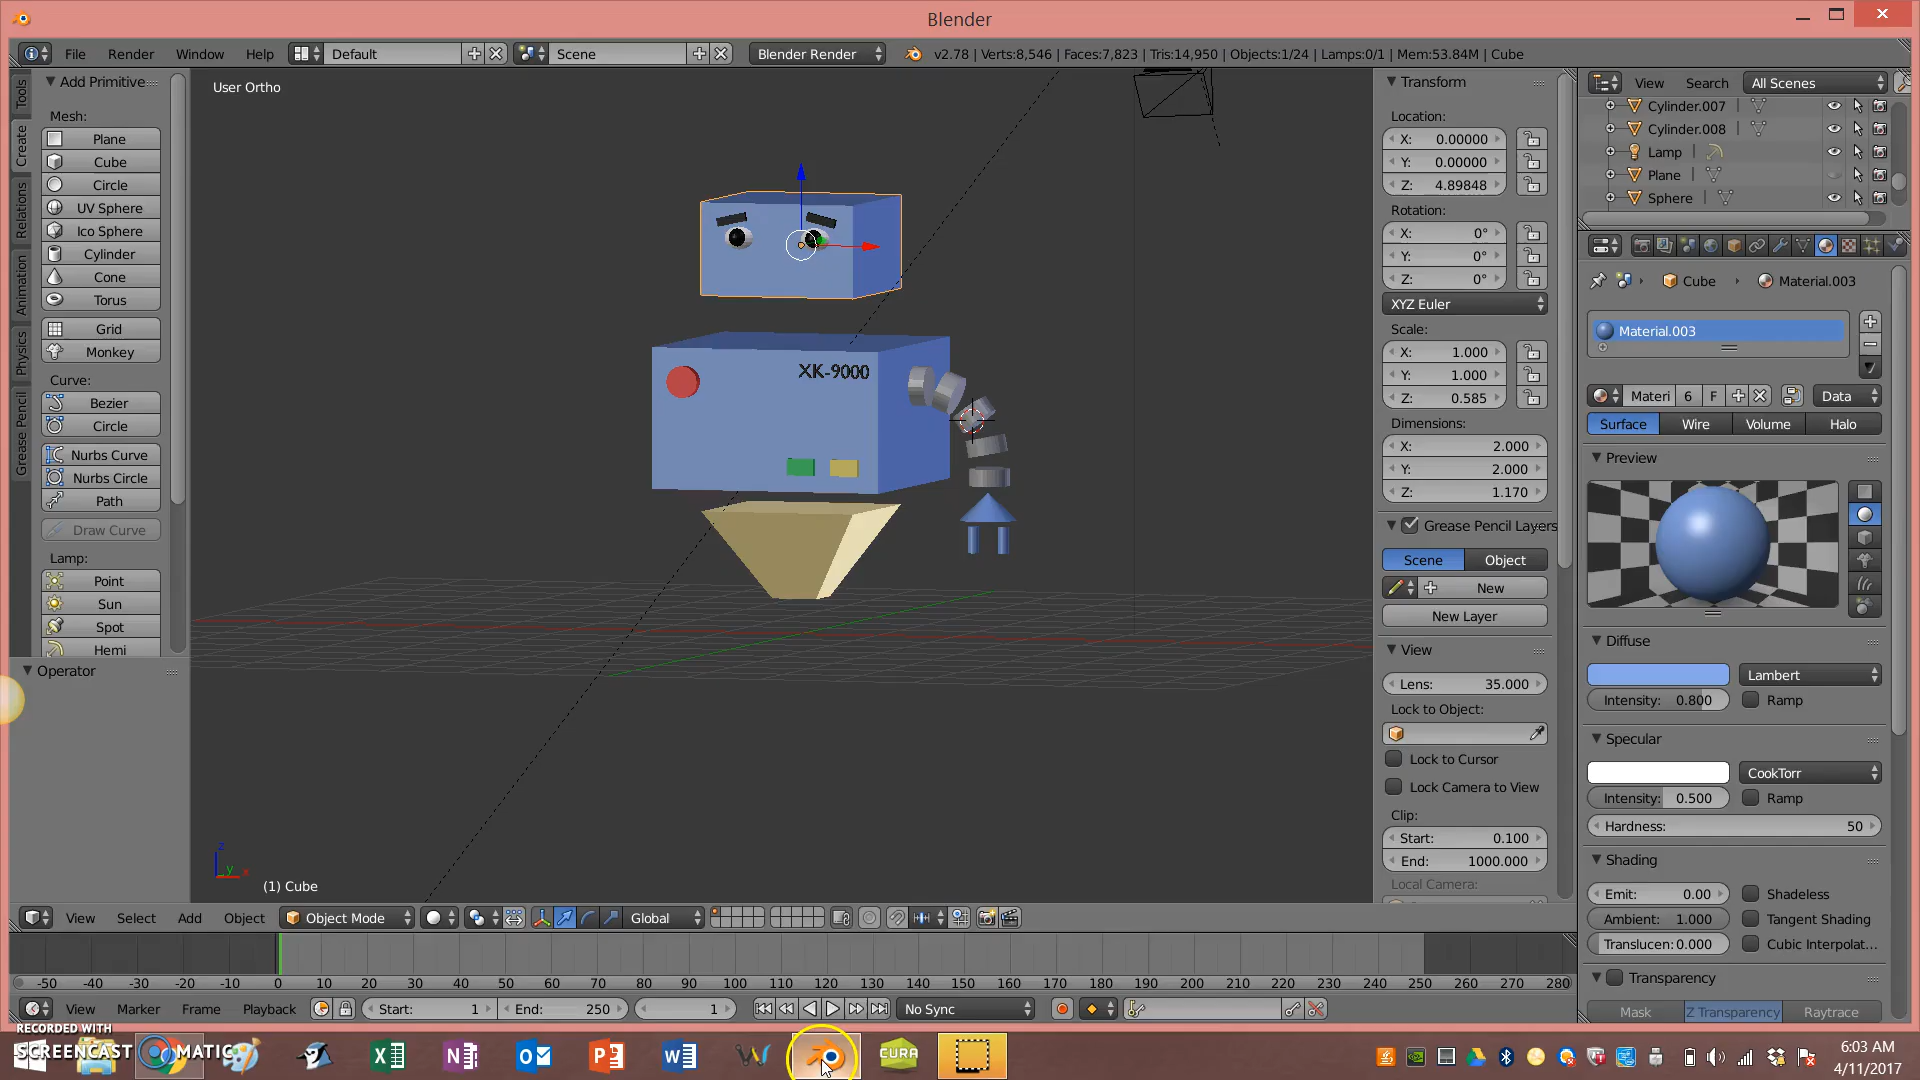 Blender
File Render Window Help Default Scene Blender Render v2.78 | Verts:8,546 | Faces:7,823 | Tris:14,950 | Objects:1/24 | Lamps:0/1 | Mem:53.84M | Cube
Tools
Create
Relations
Animation
Physics
Grease Pencil
Add Primitive
Mesh:
Plane
Cube
Circle
UV Sphere
Ico Sphere
Cylinder
Cone
Torus
Grid
Monkey
Curve:
Bezier
Circle
Nurbs Curve
Nurbs Circle
Path
Draw Curve
Lamp:
Point
Sun
Spot
Hemi
Operator
User Ortho
XK-9000
z
y
x
(1) Cube
Transform
Location:
X: 0.00000
Y: 0.00000
Z: 4.89848
Rotation:
X: 0°
Y: 0°
Z: 0°
XYZ Euler
Scale:
X: 1.000
Y: 1.000
Z: 0.585
Dimensions:
X: 2.000
Y: 2.000
Z: 1.170
Grease Pencil Layers
Scene Object
New
New Layer
View
Lens: 35.000
Lock to Object:
Lock to Cursor
Lock Camera to View
Clip:
Start: 0.100
End: 1000.000
Local Camera:
View Search All Scenes
Cylinder.007
Cylinder.008
Lamp
Plane
Sphere
Cube Material.003
Material.003
Materi 6 F Data
Surface Wire Volume Halo
Preview
Diffuse
Lambert
Intensity: 0.800 Ramp
Specular
CookTorr
Intensity: 0.500 Ramp
Hardness: 50
Shading
Emit: 0.00 Shadeless
Ambient: 1.000 Tangent Shading
Translucen: 0.000 Cubic Interpolat...
Transparency
Mask Z Transparency Raytrace
View Select Add Object Object Mode Global
-50 -40 -30 -20 -10 0 10 20 30 40 50 60 70 80 90 100 110 120 130 140 150 160 170 180 190 200 210 220 230 240 250 260 270 280
View Marker Frame Playback Start: 1 End: 250 1 No Sync
RECORDED WITH
SCREENCAST MATIC
CURA
6:03 AM
4/11/2017